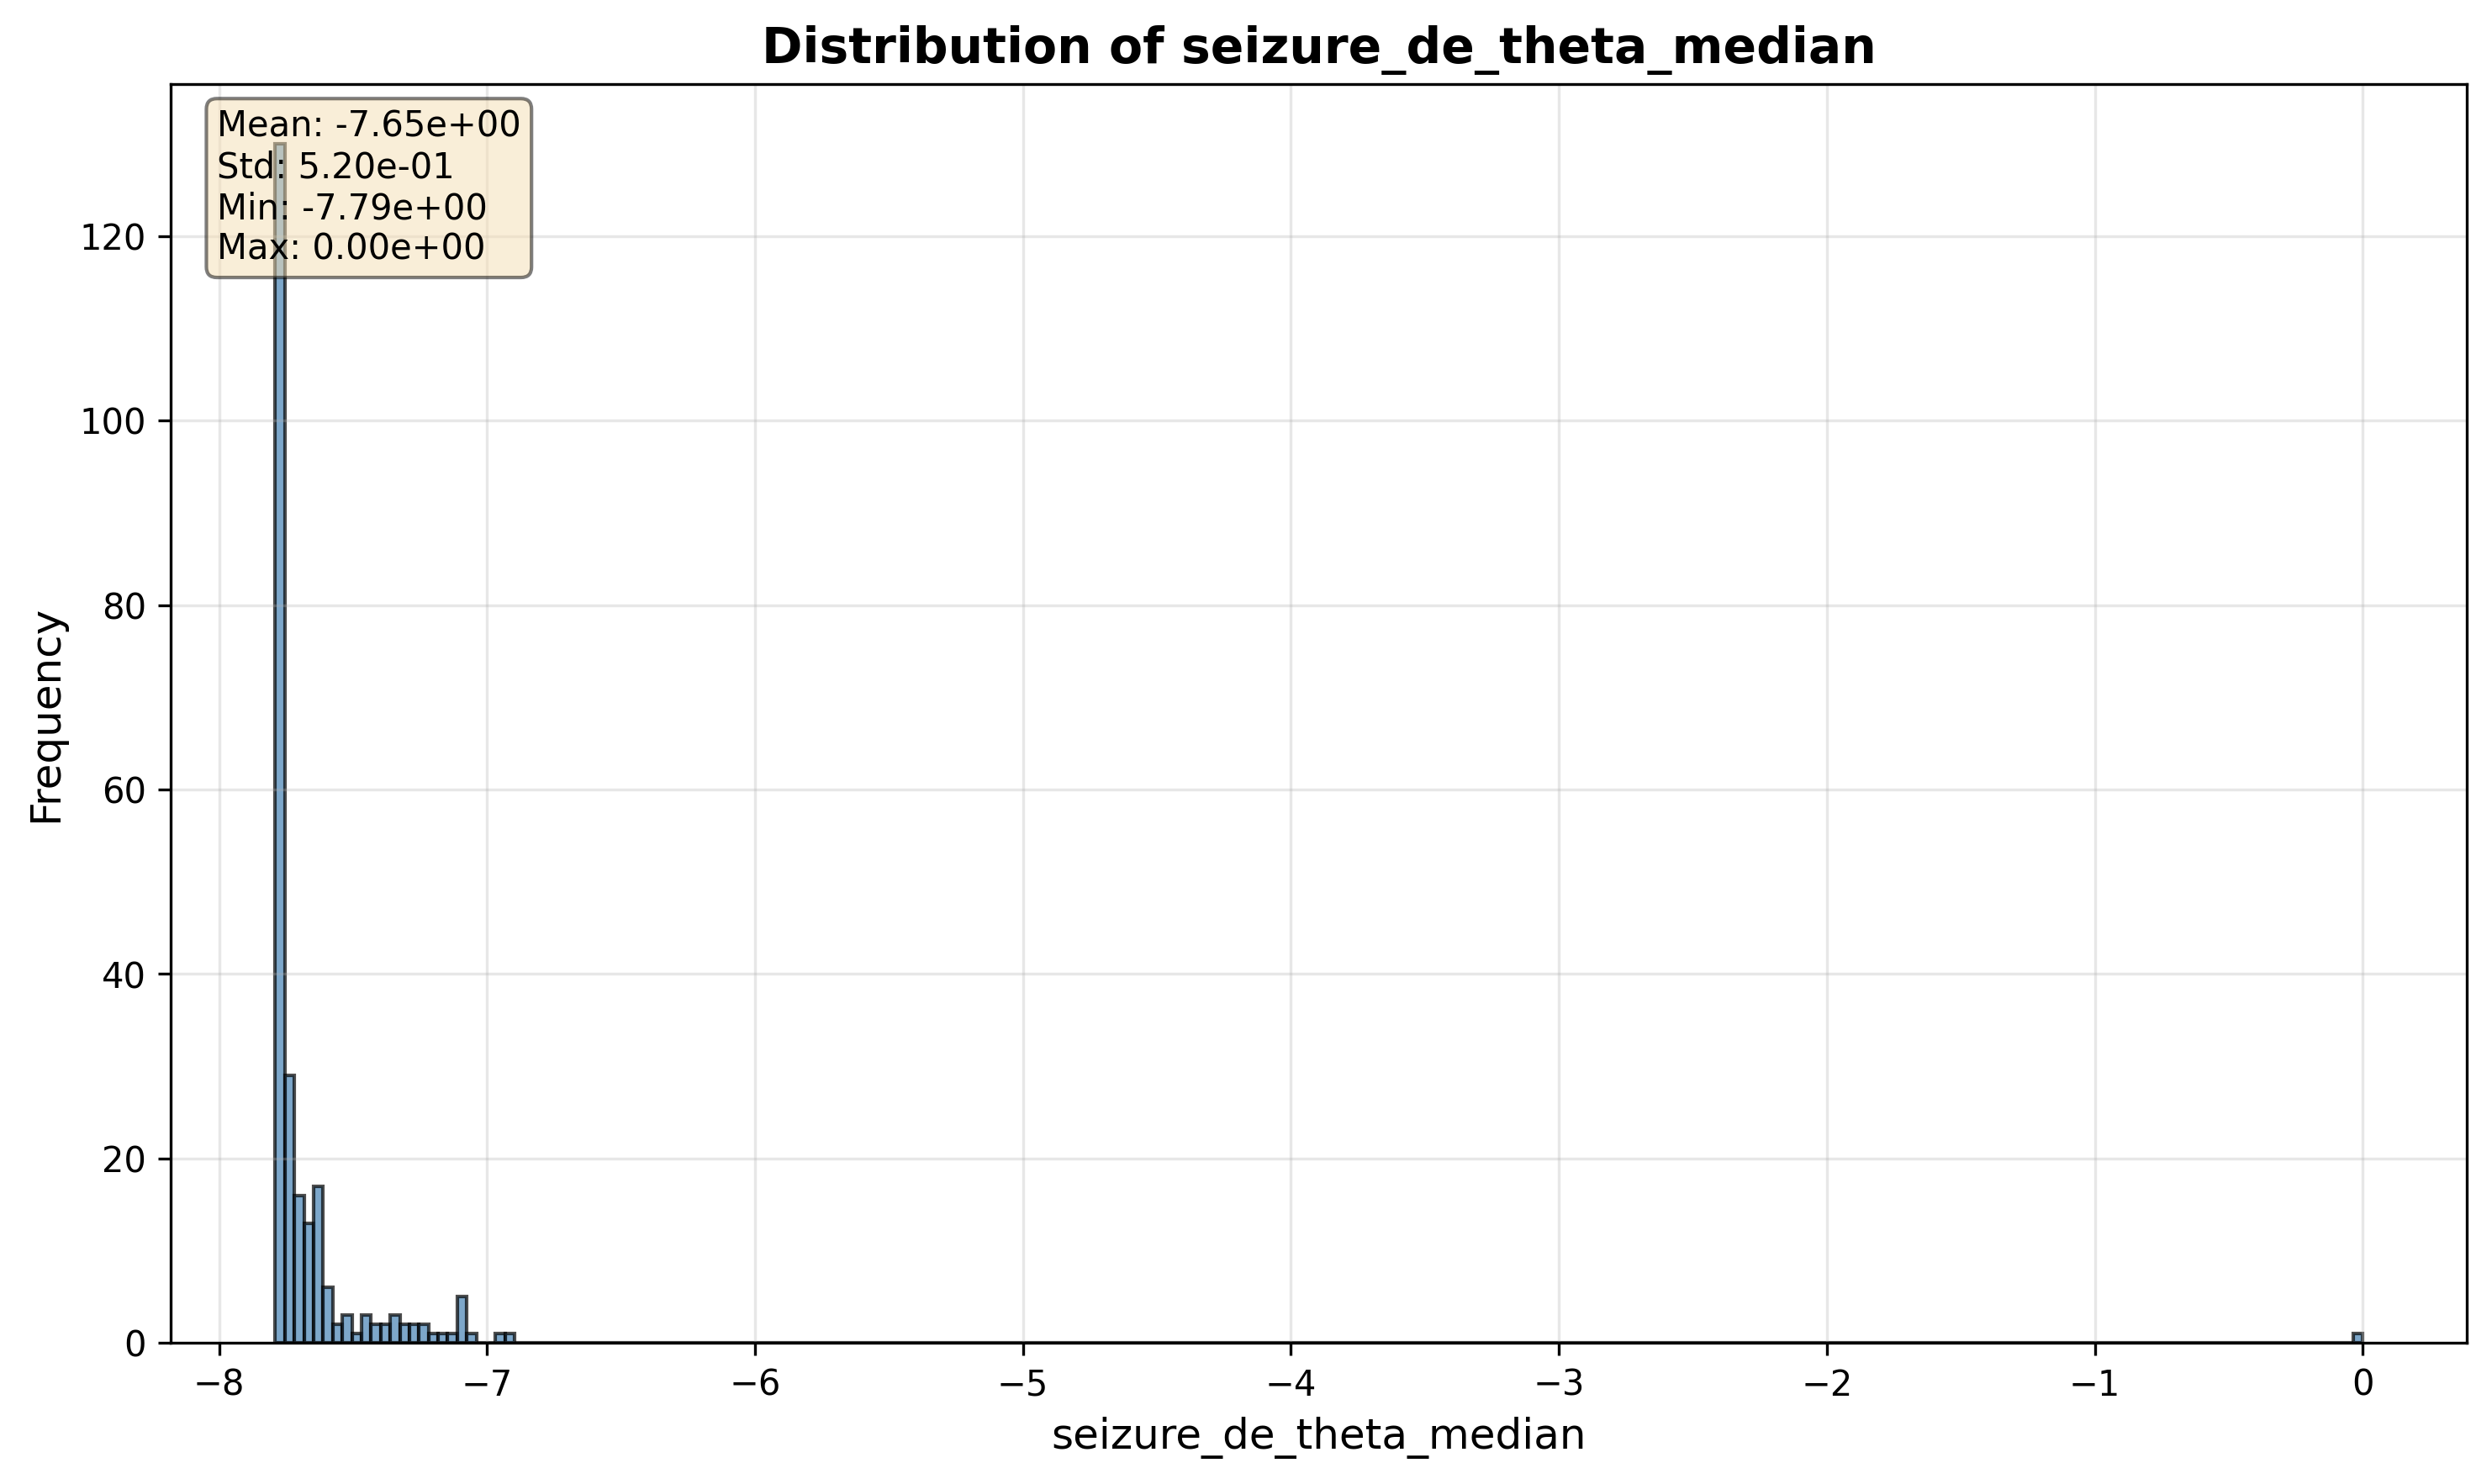 Distribution of seizure_de_theta_median
Mean: -7.65e+00
Std: 5.20e-01
Min: -7.79e+00
Max: 0.00e+00
120
100
80
60
40
20
0
Frequency
−8 −7 −6 −5 −4 −3 −2 −1 0
seizure_de_theta_median